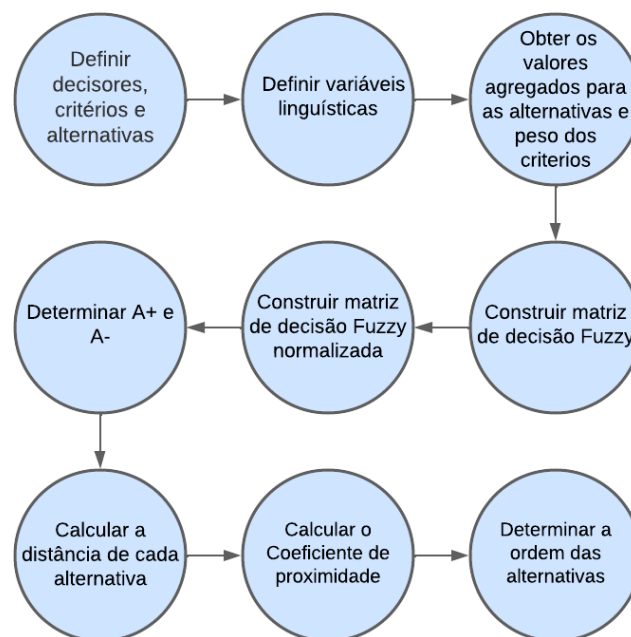 Definir
decisores,
critérios e
alternativas
Definir variáveis
linguísticas
Obter os
valores
agregados para
as alternativas e
peso dos
criterios
Construir matriz
de decisão Fuzzy
Construir matriz
de decisão Fuzzy
normalizada
Determinar A+ e
A-
Calcular a
distância de cada
alternativa
Calcular o
Coeficiente de
proximidade
Determinar a
ordem das
alternativas